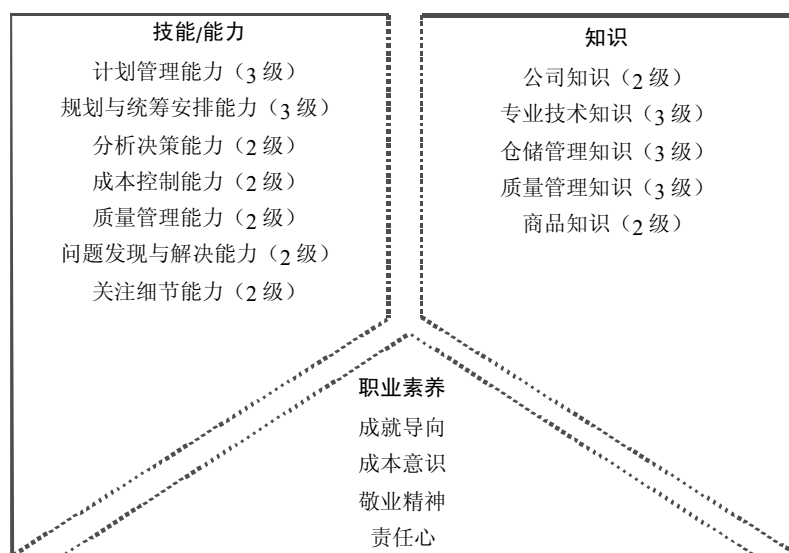 技能/能力
计划管理能力（3 级）
规划与统筹安排能力（3 级）
分析决策能力（2 级）
成本控制能力（2 级）
质量管理能力（2 级）
问题发现与解决能力（2 级）
关注细节能力（2 级）
知识
公司知识（2 级）
专业技术知识（3 级）
仓储管理知识（3 级）
质量管理知识（3 级）
商品知识（2 级）
职业素养
成就导向
成本意识
敬业精神
责任心